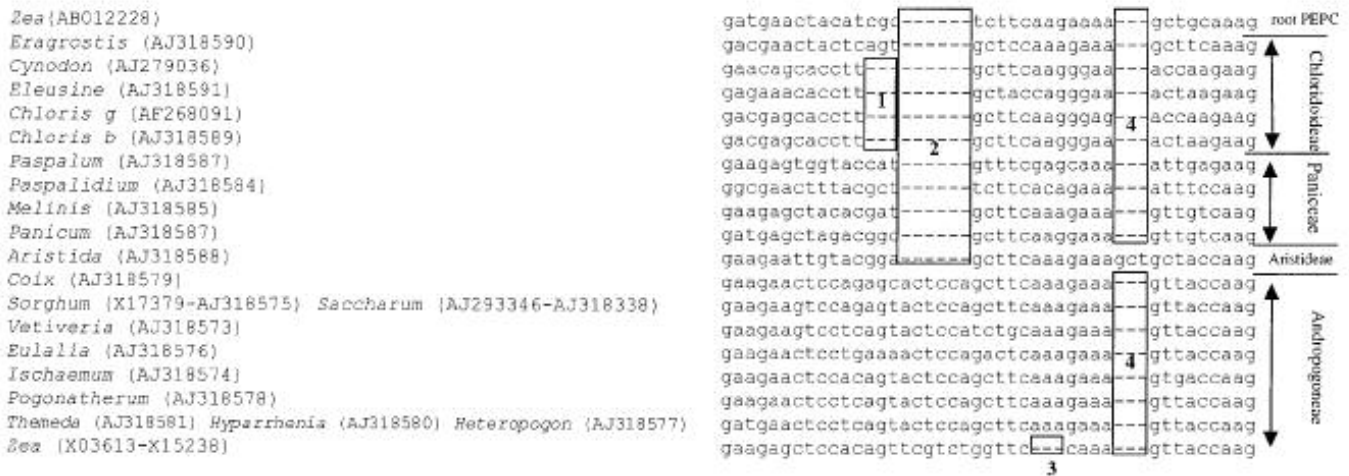 Zea(AB012228) gatgaactacatcgc------tcttcaagaaaa---gctgcaaag root PEPC
Eragrostis (AJ318590) gacgaactactcagt------gctccaaagaaa---gcttcaaag
Cynodon (AJ279036) gaacagcacctt---------gcttcaagggaa---accaagaag
Eleusine (AJ318591) gagaaacacctt---------gctaccagggaa---actaagaag
Chloris g (AF268091) gacgagcacctt---------gcttcaagggag---accaagaag
Chloris b (AJ318589) gacgagcacctt---------gcttcaagggaa---actaagaag
Paspalum (AJ318587) gaagagtggtaccat------gtttcgagcaaa---attgagaag
Paspalidium (AJ318584) ggcgaactttacgct------tcttcacagaaa---atttccaag
Melinis (AJ318585) gaagagctacacgat------gcttcaaagaaa---gttgtcaag
Panicum (AJ318587) gatgagctagacggc------gcttcaaggaaa---gttgtcaag
Aristida (AJ318588) gaagaattgtacgga------gcttcaaagaaagctgctaccaag Aristideae
Coix (AJ318579) gaagaactccagagcactccagcttcaaagaaa---gttaccaag
Sorghum (X17379-AJ318575) Saccharum (AJ293346-AJ318338) gaagaagtccagagtactccagcttcaaagaaa---gttaccaag
Vetiveria (AJ318573) gaagaagtcctcagtactccatctgcaaagaaa---gttaccaag
Eulalia (AJ318576) gaagaactcctgaaaactccagactcaaagaaa---gttaccaag
Ischaemum (AJ318574) gaagaactccacagtactccagcttcaaagaaa---gtgaccaag
Pogonatherum (AJ318578) gaagaactcctcagtactccagcttcaaagaaa---gttaccaag
Themeda (AJ318581) Hyparrhenia (AJ318580) Heteropogon (AJ318577) gatgaactcctcagtactccagcttcaaagaaa---gttaccaag
Zea (X03613-X15238) gaagagctccacagttcgtctggttc---caaa---gttaccaag
1
2
4
4
3
Chloridoideae
Paniceae
Andropogoneae